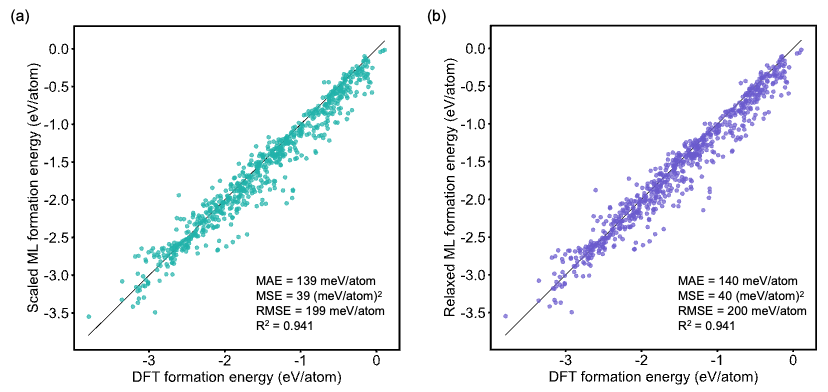 (a)
Scaled ML formation energy (eV/atom)
0.0
-0.5
-1.0
-1.5
-2.0
-2.5
-3.0
-3.5
MAE = 139 meV/atom
MSE = 39 (meV/atom)²
RMSE = 199 meV/atom
R² = 0.941
-3
-2
-1
0
DFT formation energy (eV/atom)
(b)
Relaxed ML formation energy (eV/atom)
0.0
-0.5
-1.0
-1.5
-2.0
-2.5
-3.0
-3.5
MAE = 140 meV/atom
MSE = 40 (meV/atom)²
RMSE = 200 meV/atom
R² = 0.941
-3
-2
-1
0
DFT formation energy (eV/atom)